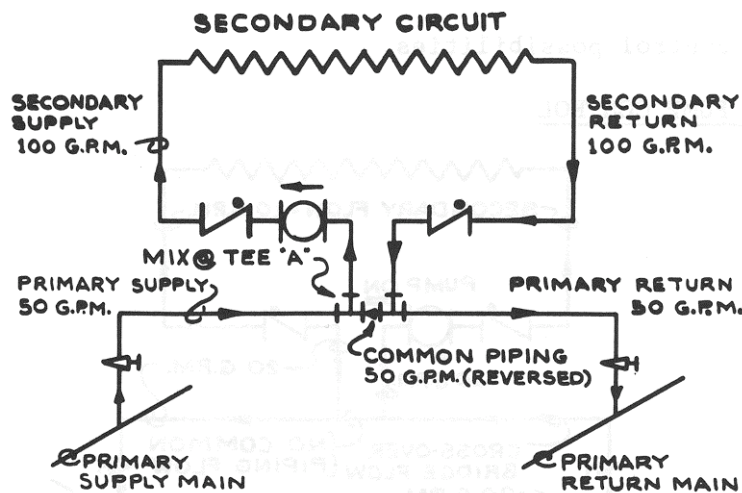 SECONDARY CIRCUIT
SECONDARY
SUPPLY
100 G.P.M.
SECONDARY
RETURN
100 G.P.M.
MIX@ TEE "A"
PRIMARY SUPPLY
50 G.P.M.
PRIMARY RETURN
50 G.P.M.
COMMON PIPING
50 G.P.M. (REVERSED)
PRIMARY
SUPPLY MAIN
PRIMARY
RETURN MAIN